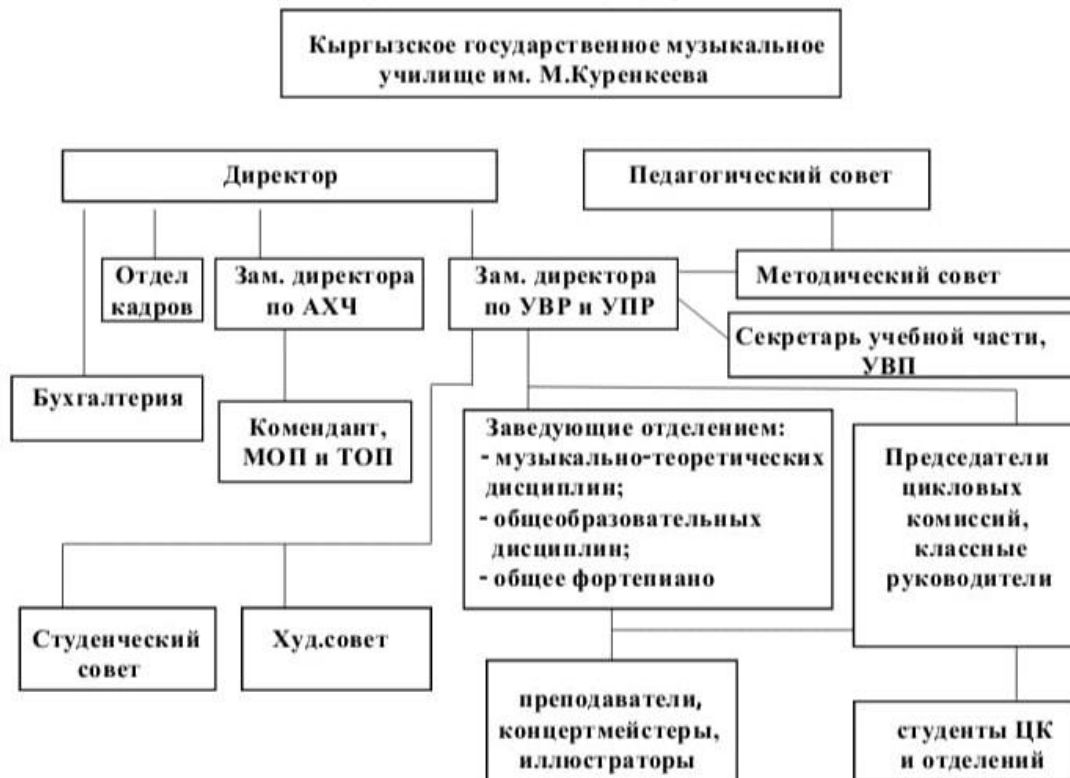 Кыргызское государственное музыкальное
училище им. М.Куренкеева
Директор
Педагогический совет
Отдел
кадров
Зам. директора
по АХЧ
Зам. директора
по УВР и УПР
Методический совет
Секретарь учебной части,
УВП
Бухгалтерия
Комендант,
МОП и ТОП
Заведующие отделением:
- музыкально-теоретических
дисциплин;
- общеобразовательных
дисциплин;
- общее фортепиано
Председатели
цикловых
комиссий,
классные
руководители
Студенческий
совет
Худ.совет
преподаватели,
концертмейстеры,
иллюстраторы
студенты ЦК
и отделений